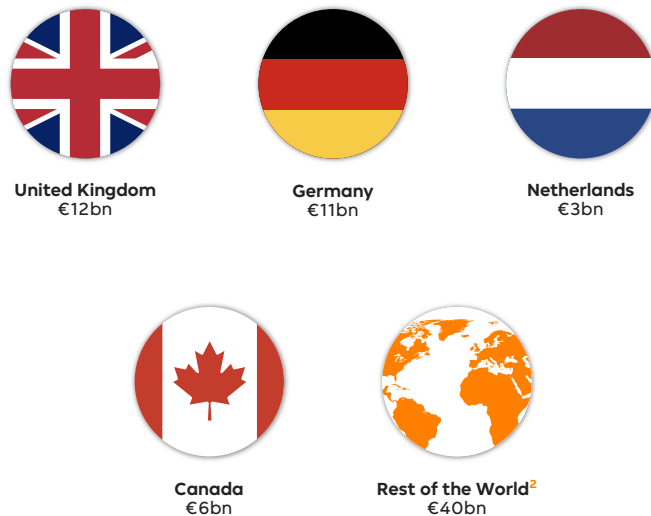 United Kingdom
€12bn
Germany
€11bn
Netherlands
€3bn
Canada
€6bn
Rest of the World²
€40bn